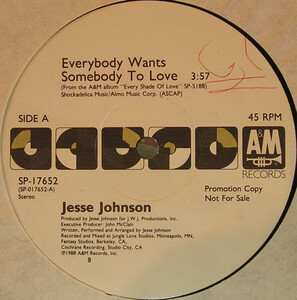 Everybody Wants
Somebody To Love 3:57
(From the A&M album "Every Shade Of Love" SP-5188)
Shockadelica Music/Almo Music Corp. (ASCAP)
SIDE A
45 RPM
A&M
RECORDS
SP-17652
(SP-017652-A)
Stereo
Promotion Copy
Not For Sale
Jesse Johnson
Produced by Jesse Johnson for J.W.J. Productions, Inc.
Executive Producer: John McClain
Written, Performed and Arranged by Jesse Johnson
Recorded and Mixed at Jungle Love Studios, Minneapolis, MN,
Fantasy Studios, Berkeley, CA,
Cochrane Recording, Studio City, CA
℗1988 A&M Records, Inc.